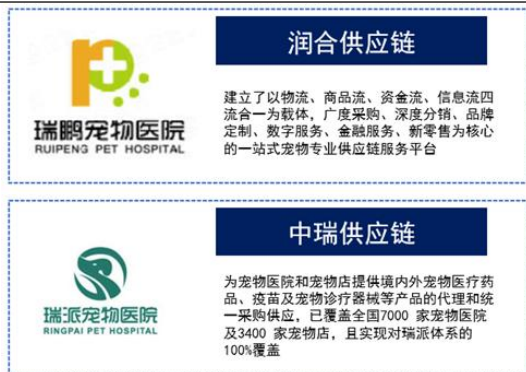 润合供应链
瑞鹏宠物医院
RUIPENG PET HOSPITAL
建立了以物流、商品流、资金流、信息流四
流合一为载体，广度采购、深度分销、品牌
定制、数字服务、金融服务、新零售为核心
的一站式宠物专业供应链服务平台
中瑞供应链
瑞派宠物医院
RINGPAI PET HOSPITAL
为宠物医院和宠物店提供境内外宠物医疗药
品、疫苗及宠物诊疗器械等产品的代理和统
一采购供应，已覆盖全国7000 家宠物医院
及3400 家宠物店，且实现对瑞派体系的
100%覆盖